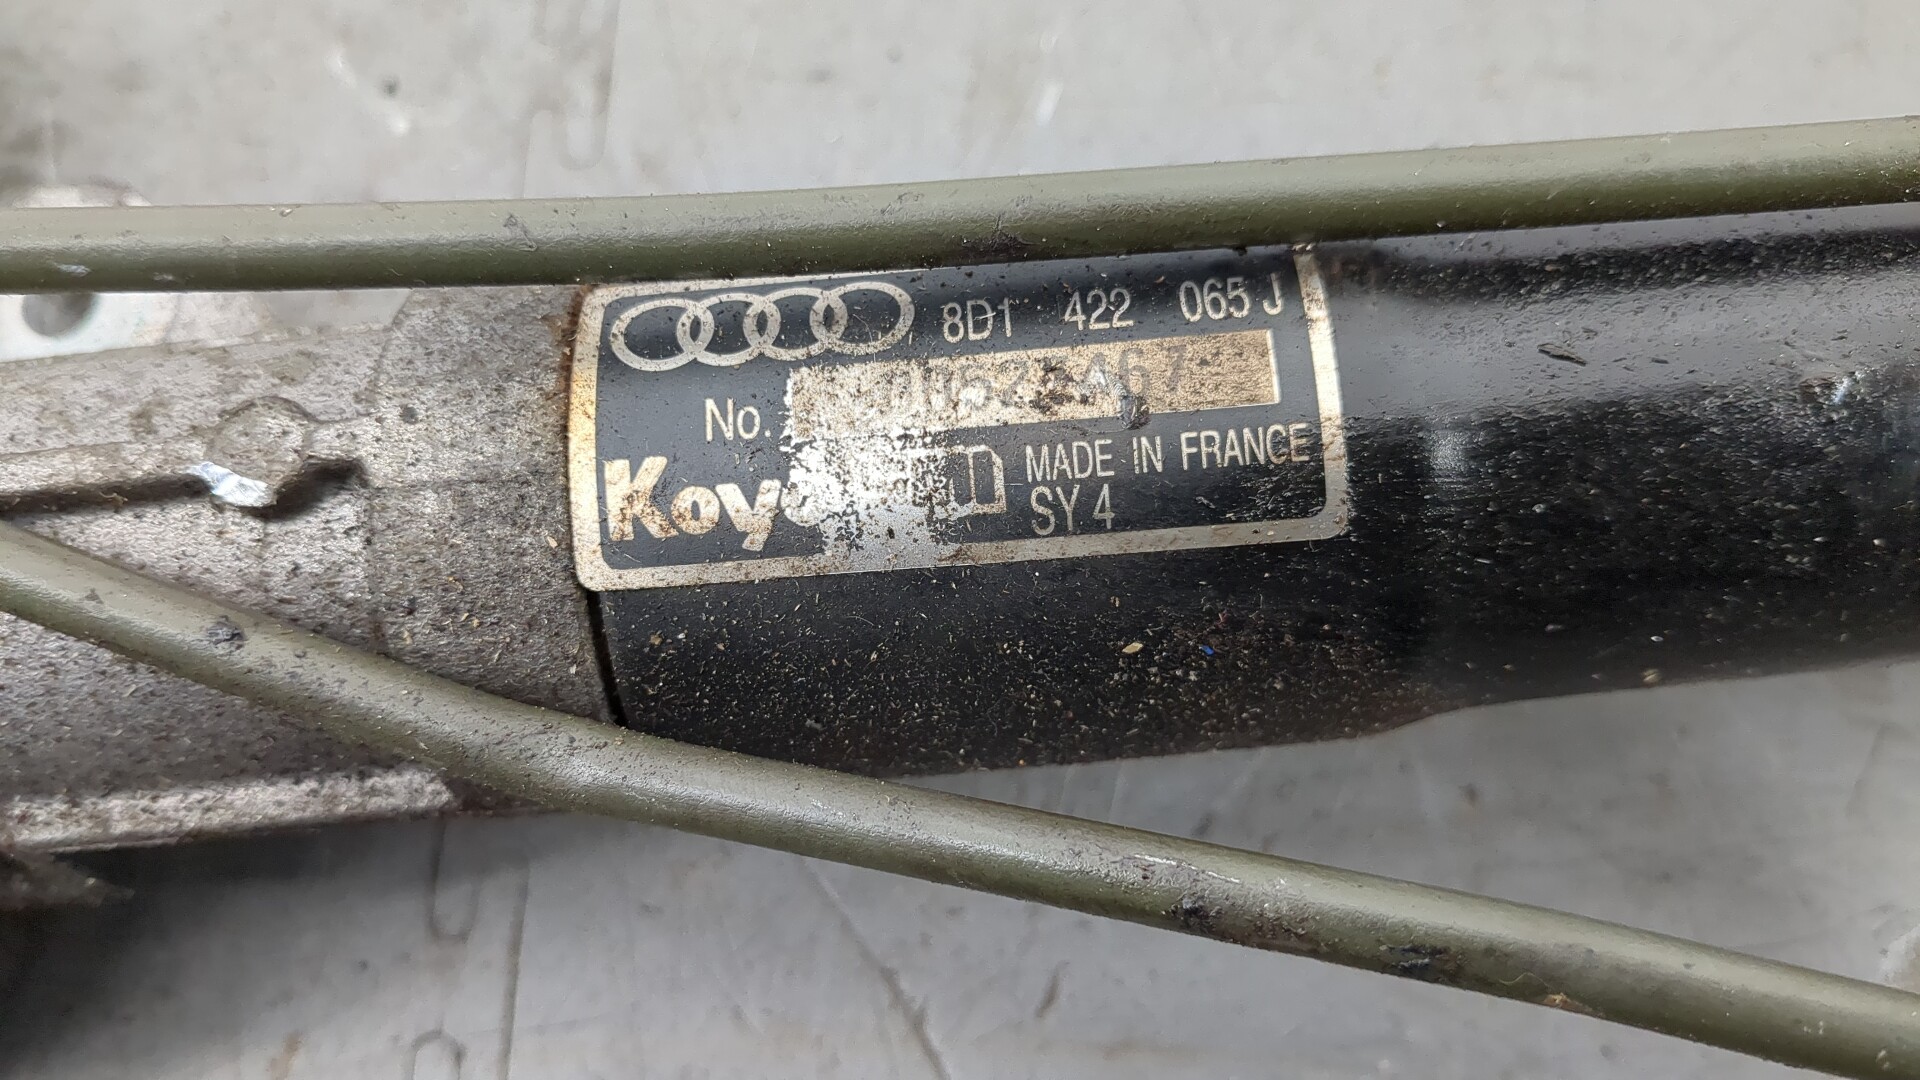 8D1 422 065 J
No.
MADE IN FRANCE
SY 4